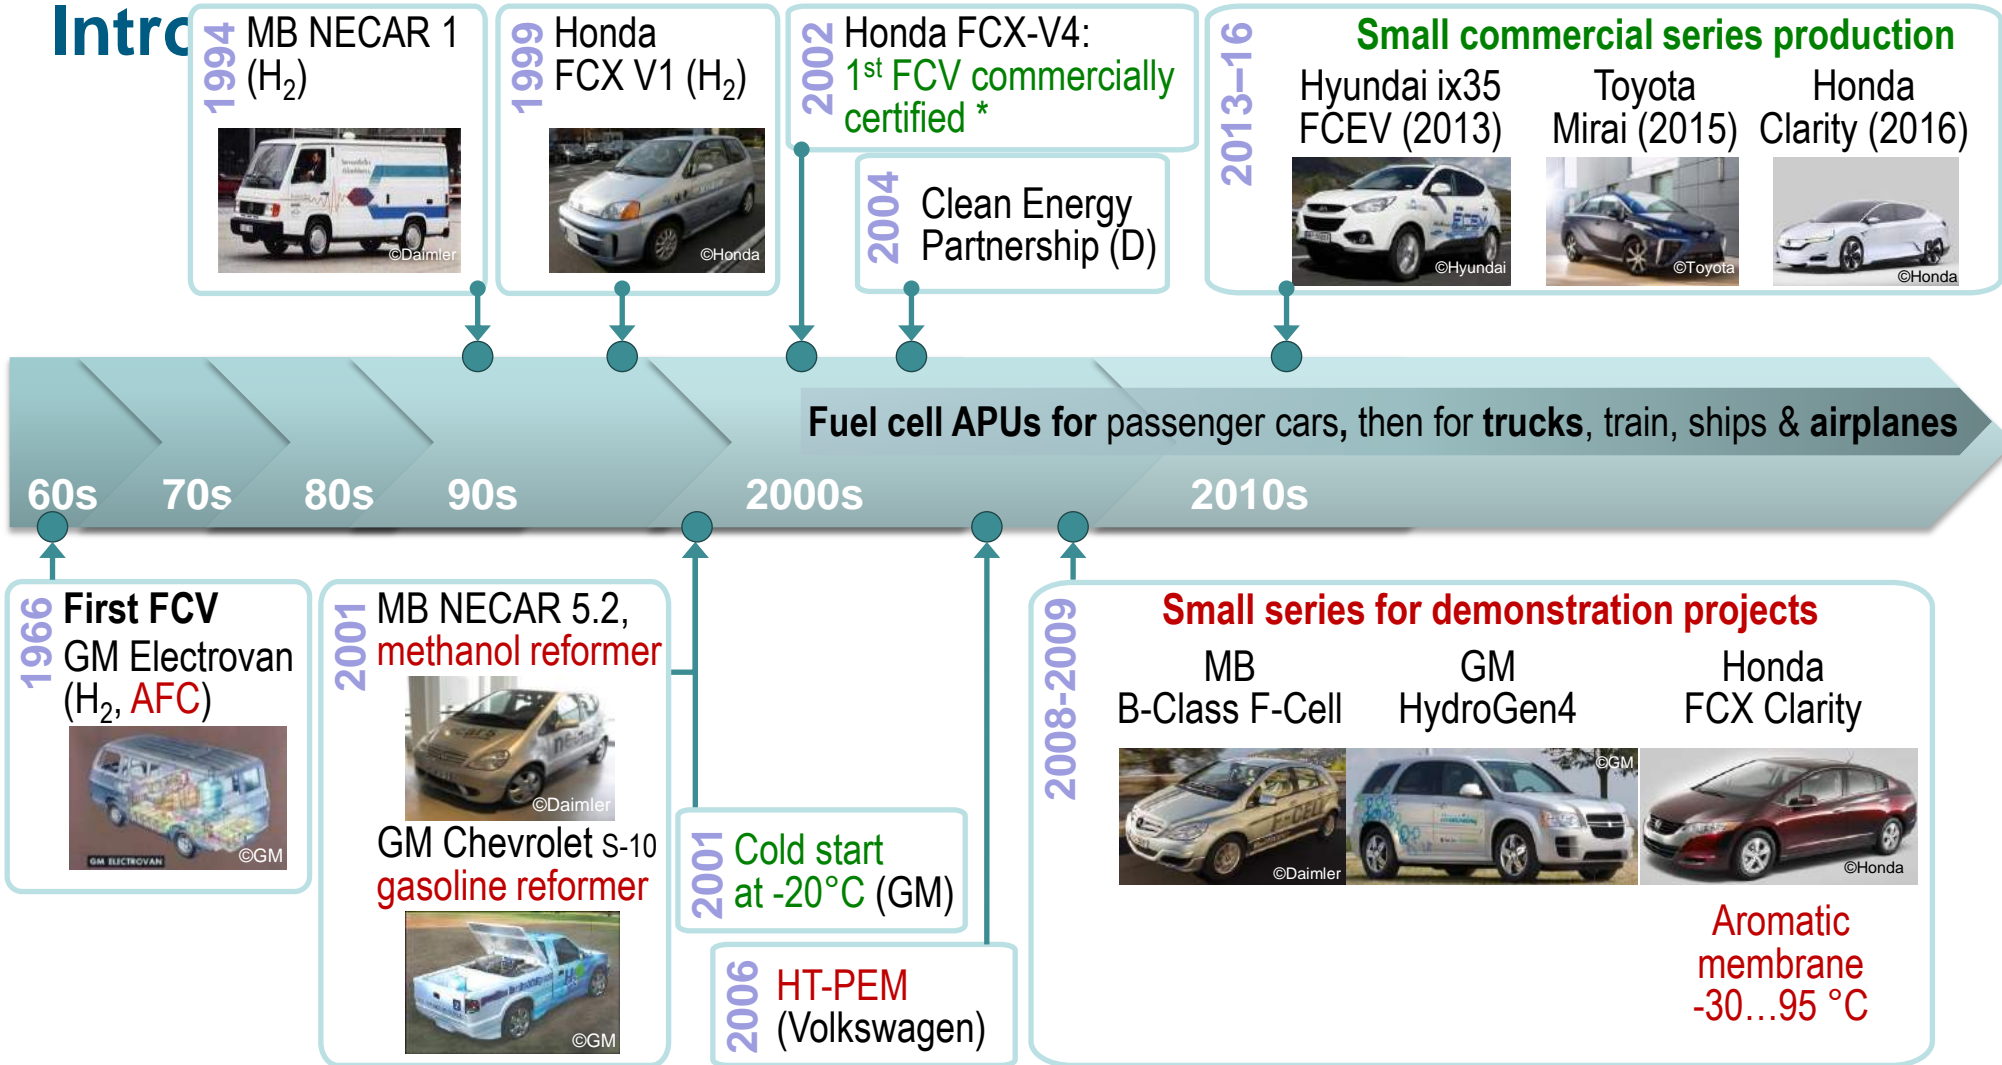 Intro
1994
MB NECAR 1
(H₂)
©Daimler
1999
Honda
FCX V1 (H₂)
©Honda
2002
Honda FCX-V4:
1st FCV commercially
certified *
2004
Clean Energy
Partnership (D)
2013–16
Small commercial series production
Hyundai ix35
FCEV (2013)
©Hyundai
Toyota
Mirai (2015)
©Toyota
Honda
Clarity (2016)
©Honda
Fuel cell APUs for passenger cars, then for trucks, train, ships & airplanes
60s
70s
80s
90s
2000s
2010s
1966
First FCV
GM Electrovan
(H₂, AFC)
GM ELECTROVAN
©GM
2001
MB NECAR 5.2,
methanol reformer
©Daimler
GM Chevrolet S-10
gasoline reformer
©GM
2001
Cold start
at -20°C (GM)
2006
HT-PEM
(Volkswagen)
2008-2009
Small series for demonstration projects
MB
B-Class F-Cell
F-CELL
©Daimler
GM
HydroGen4
©GM
Honda
FCX Clarity
©Honda
Aromatic
membrane
-30…95 °C